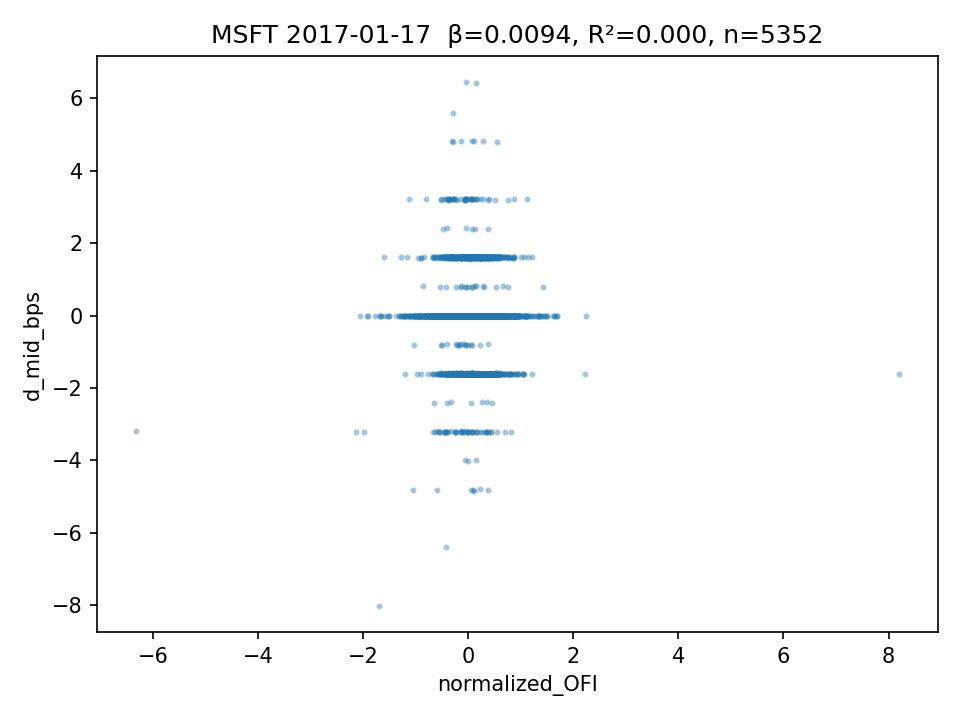 MSFT 2017-01-17  β=0.0094, R²=0.000, n=5352
6
4
2
0
−2
−4
−6
−8
d_mid_bps
−6 −4 −2 0 2 4 6 8
normalized_OFI